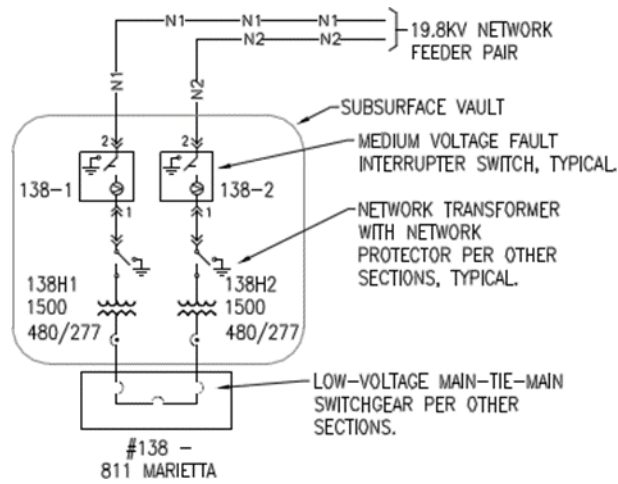 N1 N1 N1
N2 N2
19.8KV NETWORK
FEEDER PAIR
N1
N2
SUBSURFACE VAULT
2
2
MEDIUM VOLTAGE FAULT
INTERRUPTER SWITCH, TYPICAL.
138-1
138-2
1
1
NETWORK TRANSFORMER
WITH NETWORK
PROTECTOR PER OTHER
SECTIONS, TYPICAL.
138H1
1500
480/277
138H2
1500
480/277
LOW-VOLTAGE MAIN-TIE-MAIN
SWITCHGEAR PER OTHER
SECTIONS.
#138 -
811 MARIETTA